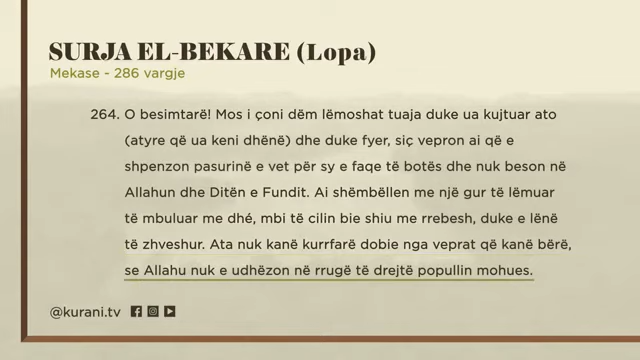 SURJA EL-BEKARE (Lopa)
Mekase - 286 vargje
264. O besimtarë! Mos i çoni dëm lëmoshat tuaja duke ua kujtuar ato
(atyre që ua keni dhënë) dhe duke fyer, siç vepron ai që e
shpenzon pasurinë e vet për sy e faqe të botës dhe nuk beson në
Allahun dhe Ditën e Fundit. Ai shëmbëllen me një gur të lëmuar
të mbuluar me dhé, mbi të cilin bie shiu me rrebesh, duke e lënë
të zhveshur. Ata nuk kanë kurrfarë dobie nga veprat që kanë bërë,
se Allahu nuk e udhëzon në rrugë të drejtë popullin mohues.
@kurani.tv